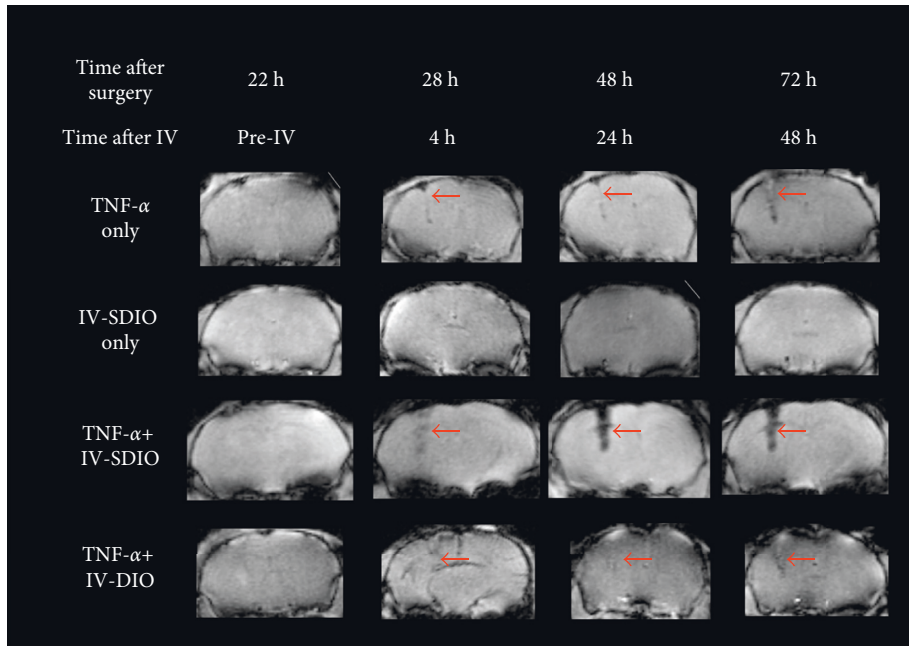 Time after
surgery
22 h
28 h
48 h
72 h
Time after IV
Pre-IV
4 h
24 h
48 h
TNF-α
only
IV-SDIO
only
TNF-α+
IV-SDIO
TNF-α+
IV-DIO